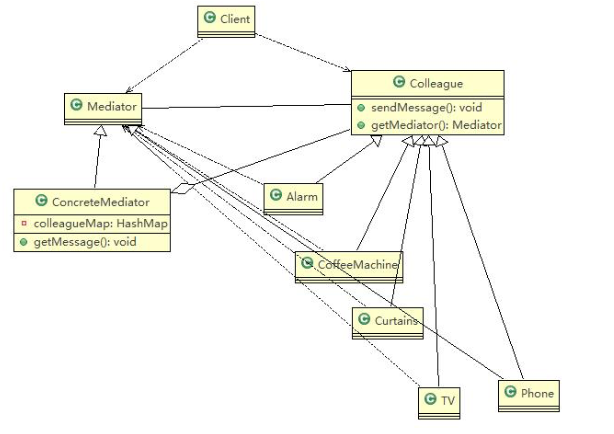 C Client
C Colleague
sendMessage(): void
getMediator(): Mediator
C Mediator
C ConcreteMediator
colleagueMap: HashMap
getMessage(): void
C Alarm
C CoffeeMachine
C Curtains
C TV
C Phone